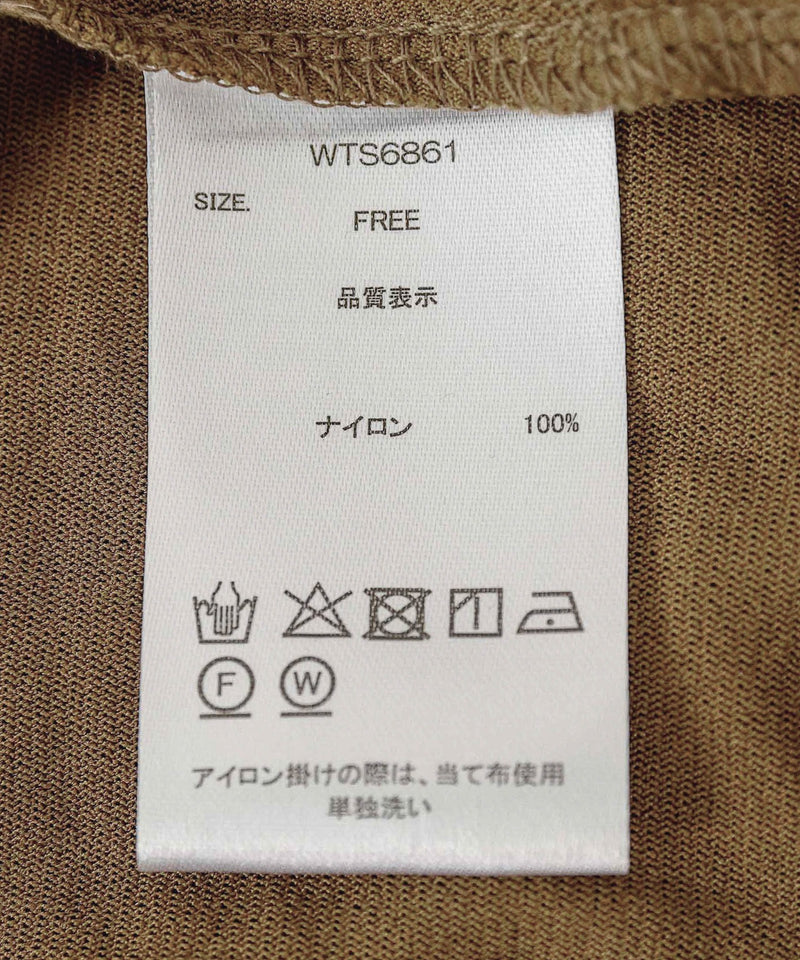 WTS6861
SIZE.
FREE
品質表示
ナイロン 100%
F W
アイロン掛けの際は、当て布使用
単独洗い